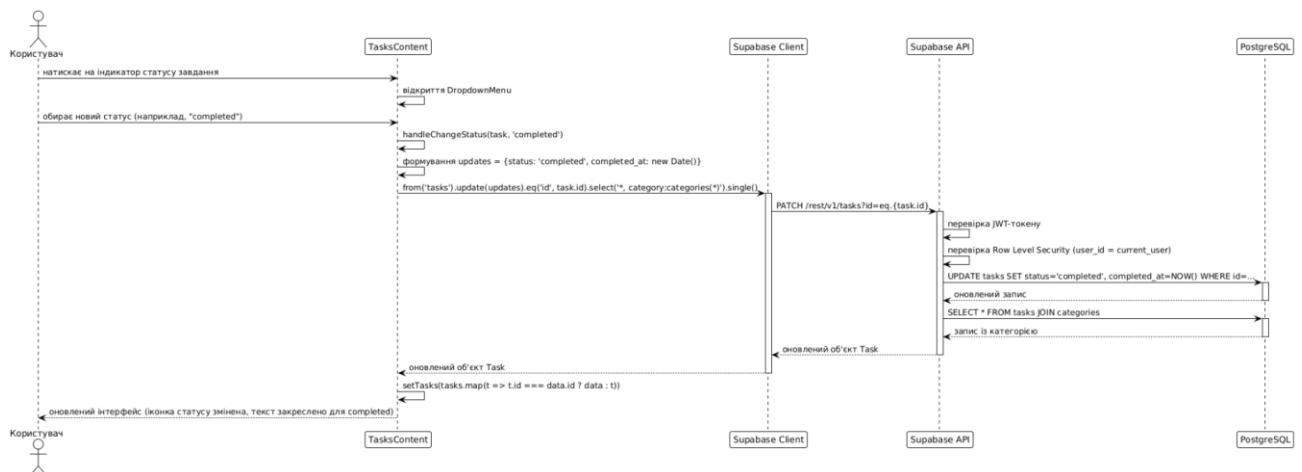 Користувач
TasksContent
Supabase Client
Supabase API
PostgreSQL
натискає на індикатор статусу завдання
відкриття DropdownMenu
обирає новий статус (наприклад, "completed")
handleChangeStatus(task, 'completed')
формування updates = {status: 'completed', completed_at: new Date()}
from('tasks').update(updates).eq('id', task.id).select('*, category:categories(*)').single()
PATCH /rest/v1/tasks?id=eq.{task.id}
перевірка JWT-токену
перевірка Row Level Security (user_id = current_user)
UPDATE tasks SET status='completed', completed_at=NOW() WHERE id=...
оновлений запис
SELECT * FROM tasks JOIN categories
запис із категорією
оновлений об'єкт Task
оновлений об'єкт Task
setTasks(tasks.map(t => t.id === data.id ? data : t))
оновлений інтерфейс (іконка статусу змінена, текст закреслено для completed)
Користувач
TasksContent
Supabase Client
Supabase API
PostgreSQL